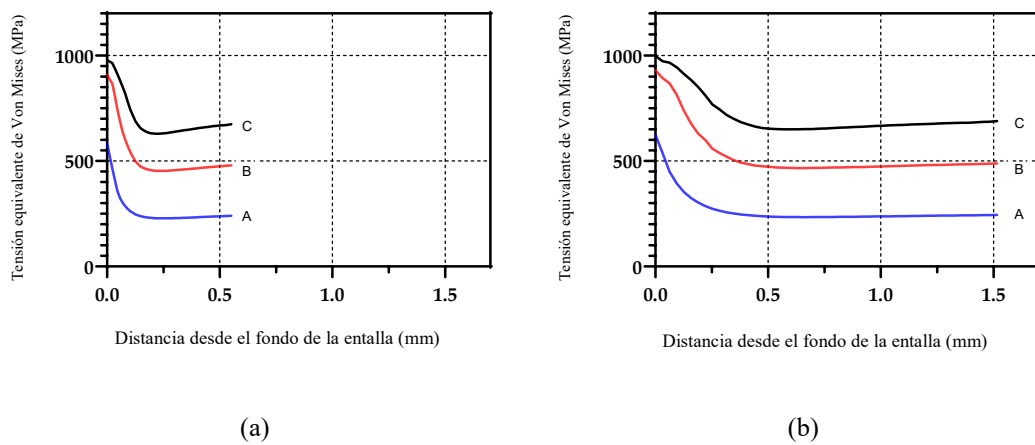 Tensión equivalente de Von Mises (MPa)
1000
500
0
C
B
A
0.0
0.5
1.0
1.5
Distancia desde el fondo de la entalla (mm)
(a)
Tensión equivalente de Von Mises (MPa)
1000
500
0
C
B
A
0.0
0.5
1.0
1.5
Distancia desde el fondo de la entalla (mm)
(b)